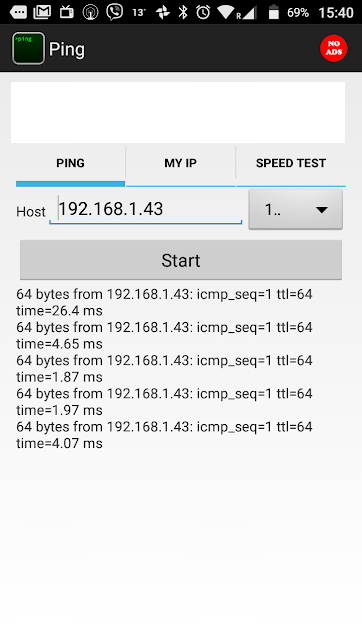 13°
R
69% 15:40
>ping_
Ping
NO
ADS
PING MY IP SPEED TEST
Host 192.168.1.43 1..
Start
64 bytes from 192.168.1.43: icmp_seq=1 ttl=64
time=26.4 ms
64 bytes from 192.168.1.43: icmp_seq=1 ttl=64
time=4.65 ms
64 bytes from 192.168.1.43: icmp_seq=1 ttl=64
time=1.87 ms
64 bytes from 192.168.1.43: icmp_seq=1 ttl=64
time=1.97 ms
64 bytes from 192.168.1.43: icmp_seq=1 ttl=64
time=4.07 ms